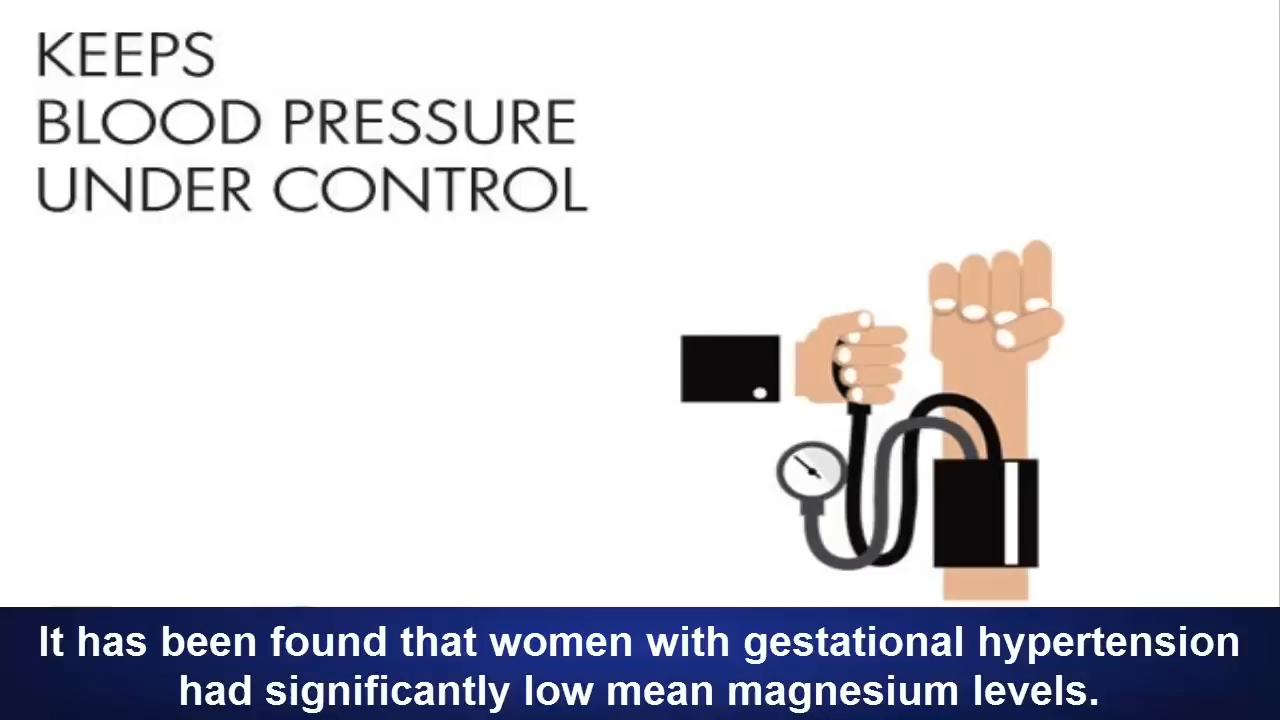 KEEPS
BLOOD PRESSURE
UNDER CONTROL
It has been found that women with gestational hypertension
had significantly low mean magnesium levels.